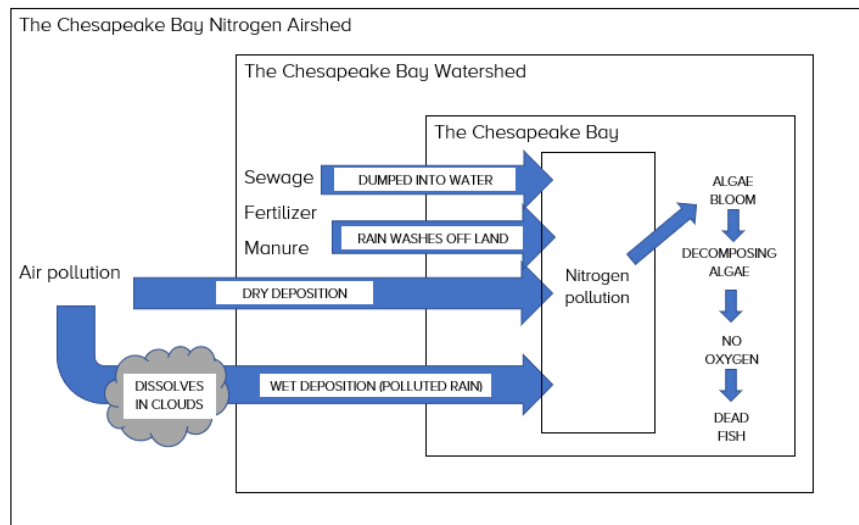 The Chesapeake Bay Nitrogen Airshed
The Chesapeake Bay Watershed
The Chesapeake Bay
Sewage
DUMPED INTO WATER
Fertilizer
Manure
RAIN WASHES OFF LAND
Air pollution
DRY DEPOSITION
DISSOLVES
IN CLOUDS
WET DEPOSITION (POLLUTED RAIN)
Nitrogen
pollution
ALGAE
BLOOM
DECOMPOSING
ALGAE
NO
OXYGEN
DEAD
FISH